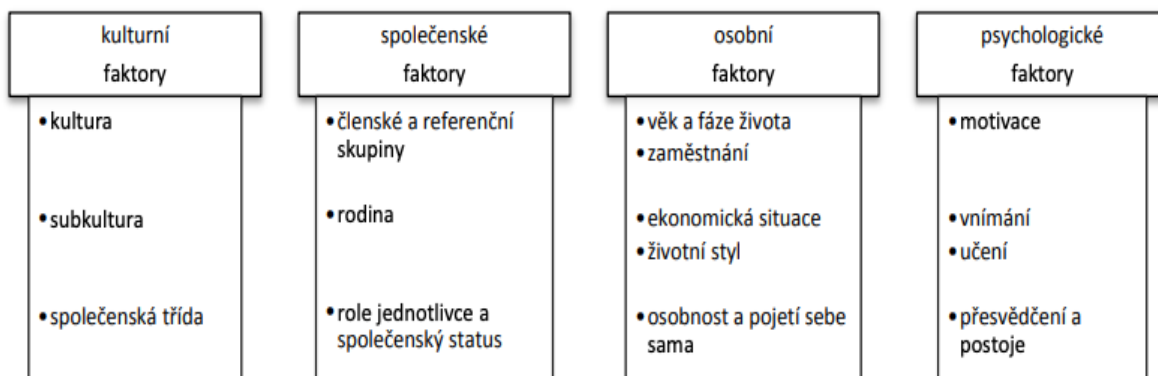 kulturní
faktory
• kultura
• subkultura
• společenská třída
společenské
faktory
• členské a referenční
skupiny
• rodina
• role jednotlivce a
společenský status
osobní
faktory
• věk a fáze života
• zaměstnání
• ekonomická situace
• životní styl
• osobnost a pojetí sebe
sama
psychologické
faktory
• motivace
• vnímání
• učení
• přesvědčení a
postoje